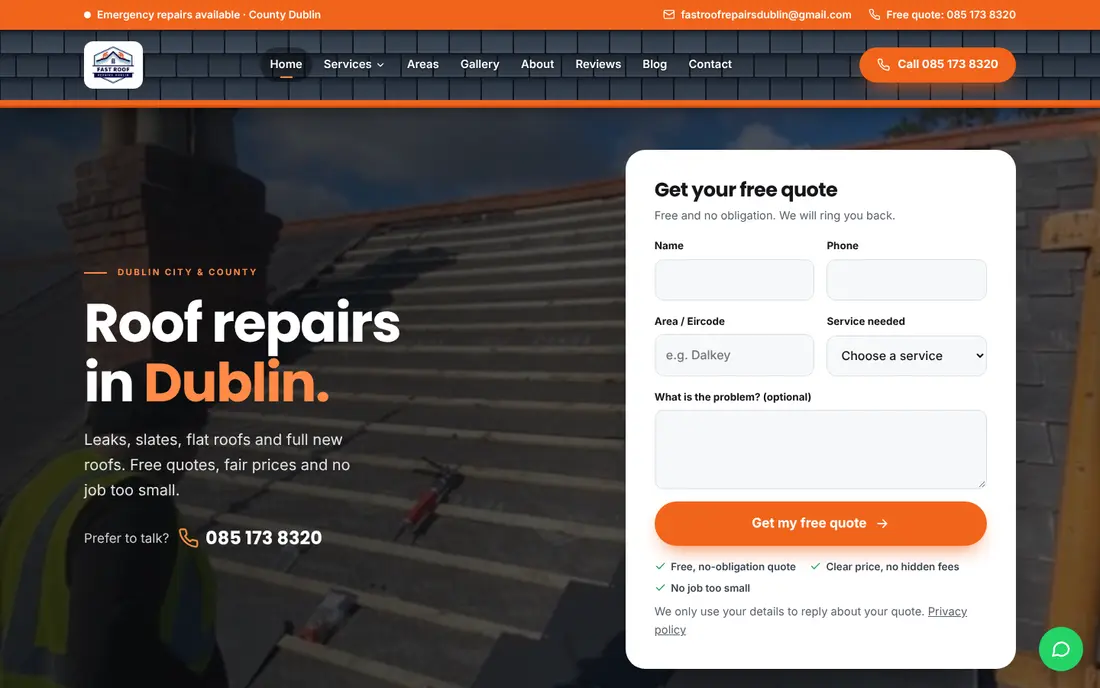 Emergency repairs available · County Dublin
fastroofrepairsdublin@gmail.com
Free quote: 085 173 8320
FAST ROOF
REPAIRS DUBLIN
Home
Services
Areas
Gallery
About
Reviews
Blog
Contact
Call 085 173 8320
DUBLIN CITY & COUNTY
Roof repairs
in Dublin.
Leaks, slates, flat roofs and full new
roofs. Free quotes, fair prices and no
job too small.
Prefer to talk? 085 173 8320
Get your free quote
Free and no obligation. We will ring you back.
Name
Phone
Area / Eircode
Service needed
e.g. Dalkey
Choose a service
What is the problem? (optional)
Get my free quote →
Free, no-obligation quote
Clear price, no hidden fees
No job too small
We only use your details to reply about your quote. Privacy
policy